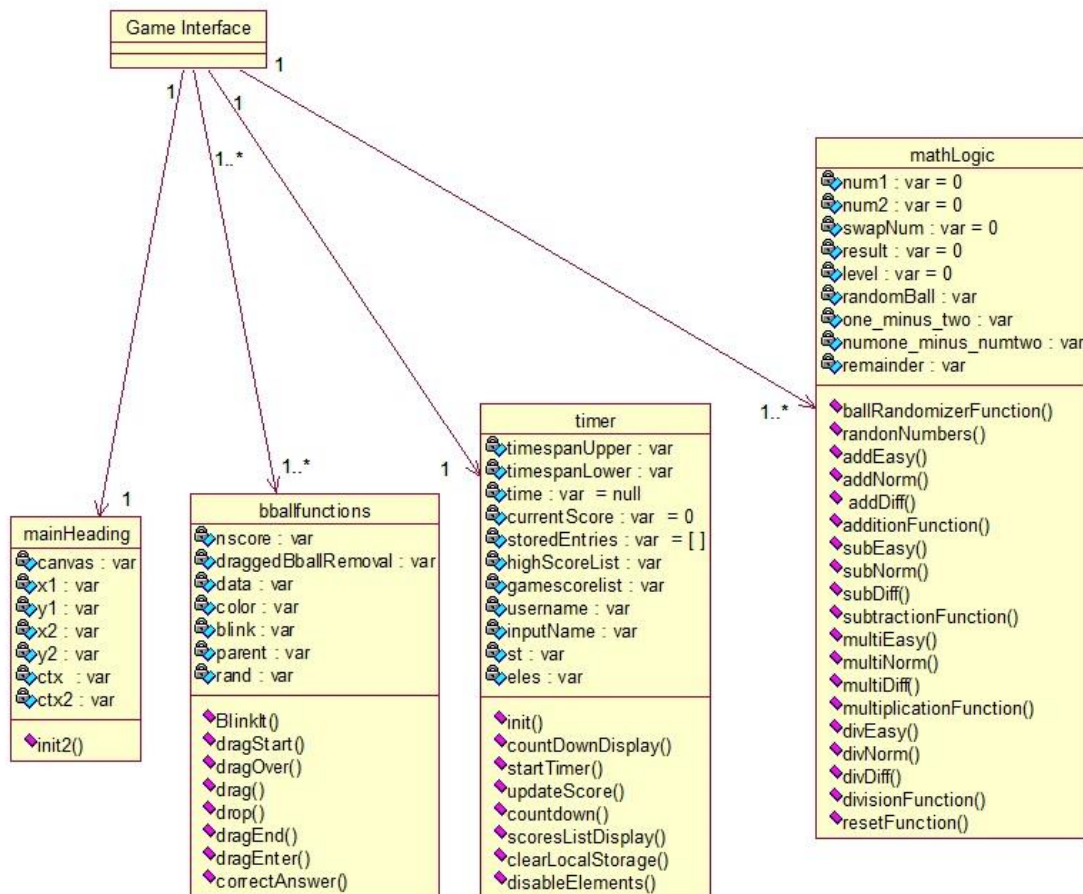 Game Interface
1
1
1
1
1..*
1
1..*
1..*
1
mainHeading
canvas : var
x1 : var
y1 : var
x2 : var
y2 : var
ctx : var
ctx2 : var
init2()
bballfunctions
nscore : var
draggedBballRemoval : var
data : var
color : var
blink : var
parent : var
rand : var
BlinkIt()
dragStart()
dragOver()
drag()
drop()
dragEnd()
dragEnter()
correctAnswer()
timer
timespanUpper : var
timespanLower : var
time : var = null
currentScore : var = 0
storedEntries : var = [ ]
highScoreList : var
gamescorelist : var
username : var
inputName : var
st : var
eles : var
init()
countDownDisplay()
startTimer()
updateScore()
countdown()
scoresListDisplay()
clearLocalStorage()
disableElements()
mathLogic
num1 : var = 0
num2 : var = 0
swapNum : var = 0
result : var = 0
level : var = 0
randomBall : var
one_minus_two : var
numone_minus_numtwo : var
remainder : var
ballRandomizerFunction()
randonNumbers()
addEasy()
addNorm()
addDiff()
additionFunction()
subEasy()
subNorm()
subDiff()
subtractionFunction()
multiEasy()
multiNorm()
multiDiff()
multiplicationFunction()
divEasy()
divNorm()
divDiff()
divisionFunction()
resetFunction()